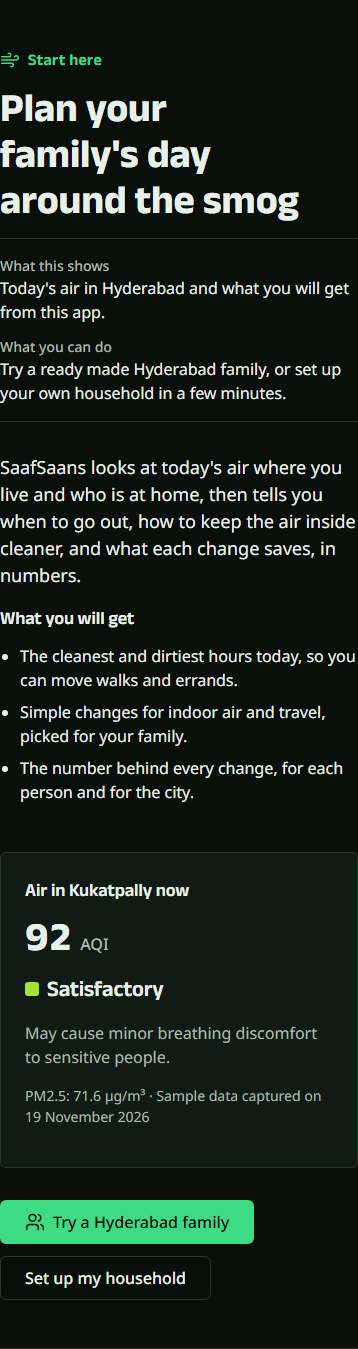 Start here
Plan your
family's day
around the smog
What this shows
Today's air in Hyderabad and what you will get
from this app.
What you can do
Try a ready made Hyderabad family, or set up
your own household in a few minutes.
SaafSaans looks at today's air where you
live and who is at home, then tells you
when to go out, how to keep the air inside
cleaner, and what each change saves, in
numbers.
What you will get
• The cleanest and dirtiest hours today, so you
can move walks and errands.
• Simple changes for indoor air and travel,
picked for your family.
• The number behind every change, for each
person and for the city.
Air in Kukatpally now
92 AQI
Satisfactory
May cause minor breathing discomfort
to sensitive people.
PM2.5: 71.6 µg/m³ · Sample data captured on
19 November 2026
Try a Hyderabad family
Set up my household